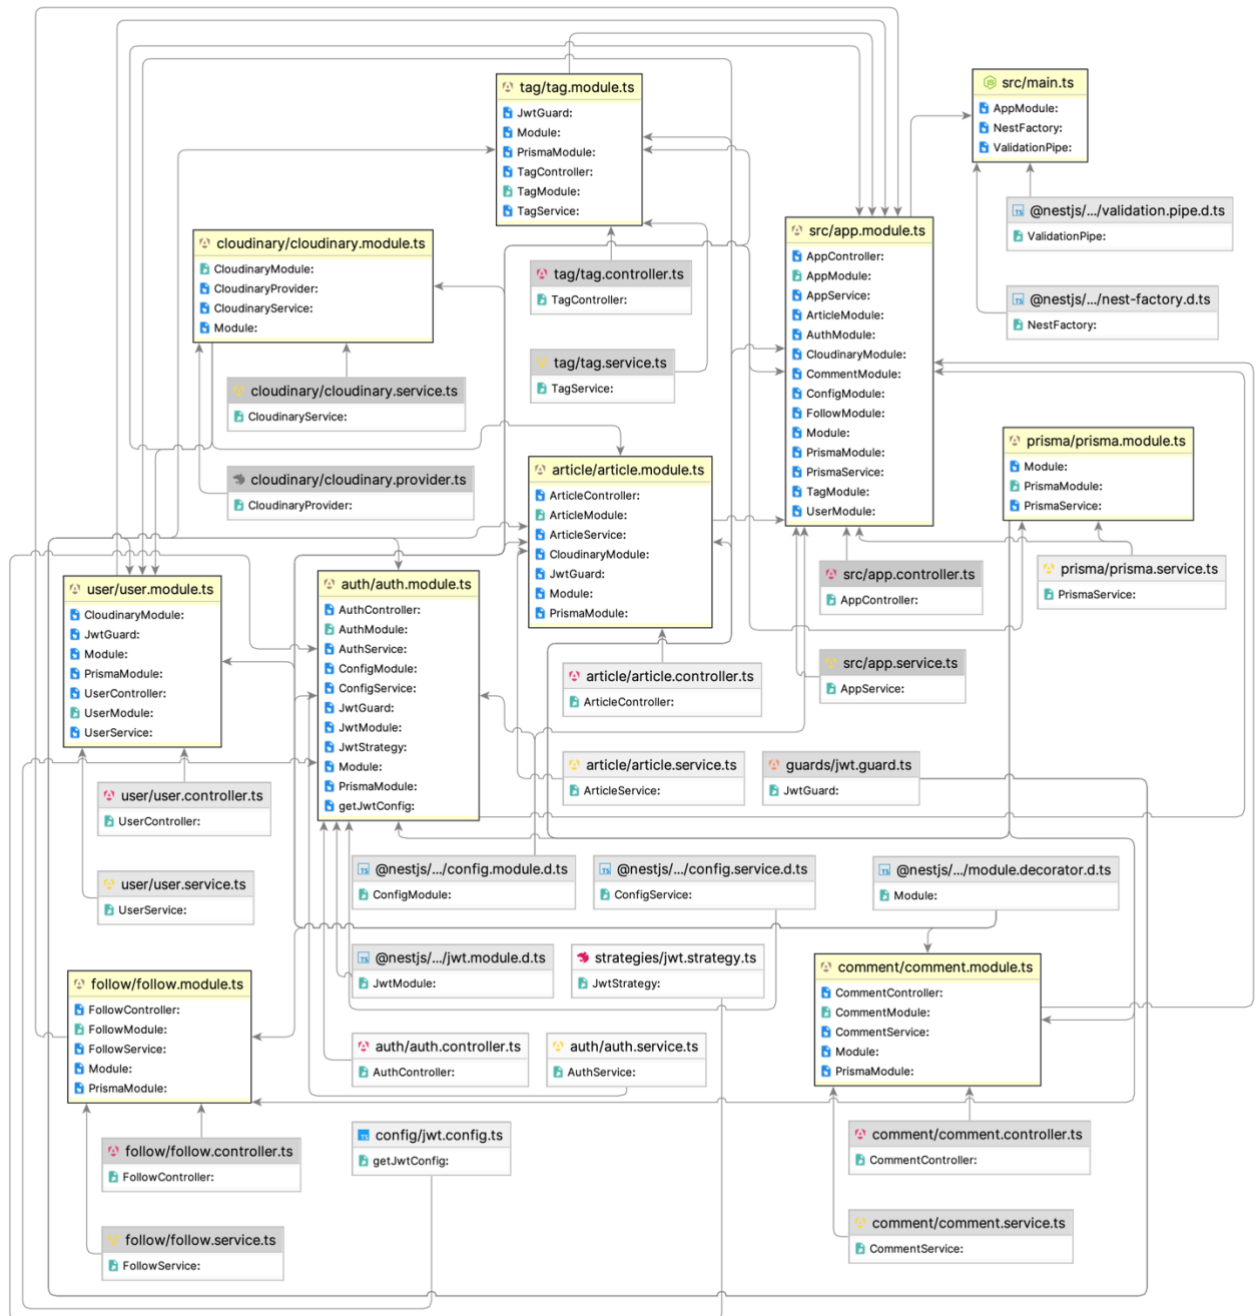 tag/tag.module.ts
JwtGuard:
Module:
PrismaModule:
TagController:
TagModule:
TagService:
src/main.ts
AppModule:
NestFactory:
ValidationPipe:
@nestjs/.../validation.pipe.d.ts
ValidationPipe:
@nestjs/.../nest-factory.d.ts
NestFactory:
cloudinary/cloudinary.module.ts
CloudinaryModule:
CloudinaryProvider:
CloudinaryService:
Module:
tag/tag.controller.ts
TagController:
tag/tag.service.ts
TagService:
src/app.module.ts
AppController:
AppModule:
AppService:
ArticleModule:
AuthModule:
CloudinaryModule:
CommentModule:
ConfigModule:
FollowModule:
Module:
PrismaModule:
PrismaService:
TagModule:
UserModule:
cloudinary/cloudinary.service.ts
CloudinaryService:
cloudinary/cloudinary.provider.ts
CloudinaryProvider:
article/article.module.ts
ArticleController:
ArticleModule:
ArticleService:
CloudinaryModule:
JwtGuard:
Module:
PrismaModule:
prisma/prisma.module.ts
Module:
PrismaModule:
PrismaService:
prisma/prisma.service.ts
PrismaService:
src/app.controller.ts
AppController:
src/app.service.ts
AppService:
user/user.module.ts
CloudinaryModule:
JwtGuard:
Module:
PrismaModule:
UserController:
UserModule:
UserService:
auth/auth.module.ts
AuthController:
AuthModule:
AuthService:
ConfigModule:
ConfigService:
JwtGuard:
JwtModule:
JwtStrategy:
Module:
PrismaModule:
getJwtConfig:
article/article.controller.ts
ArticleController:
article/article.service.ts
ArticleService:
guards/jwt.guard.ts
JwtGuard:
user/user.controller.ts
UserController:
user/user.service.ts
UserService:
@nestjs/.../config.module.d.ts
ConfigModule:
@nestjs/.../config.service.d.ts
ConfigService:
@nestjs/.../module.decorator.d.ts
Module:
@nestjs/.../jwt.module.d.ts
JwtModule:
strategies/jwt.strategy.ts
JwtStrategy:
comment/comment.module.ts
CommentController:
CommentModule:
CommentService:
Module:
PrismaModule:
follow/follow.module.ts
FollowController:
FollowModule:
FollowService:
Module:
PrismaModule:
auth/auth.controller.ts
AuthController:
auth/auth.service.ts
AuthService:
config/jwt.config.ts
getJwtConfig:
follow/follow.controller.ts
FollowController:
follow/follow.service.ts
FollowService:
comment/comment.controller.ts
CommentController:
comment/comment.service.ts
CommentService: